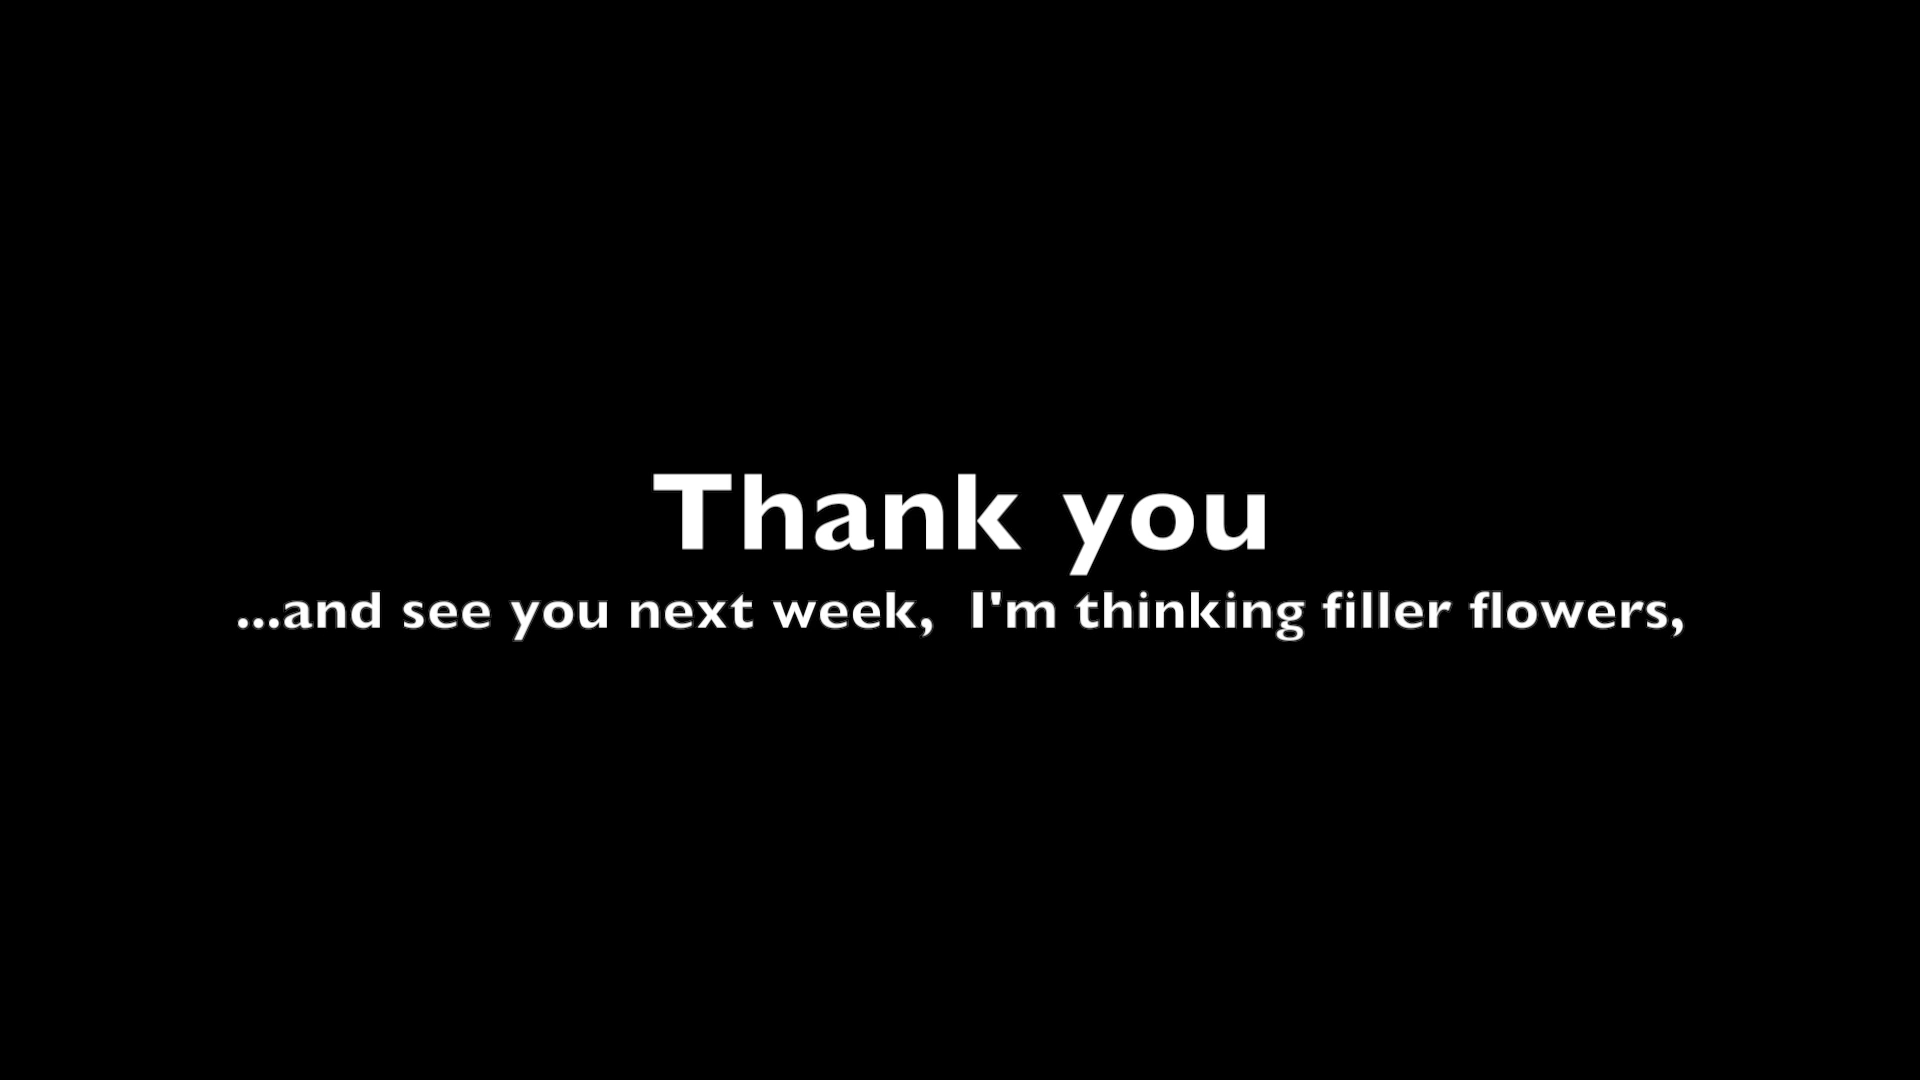 Thank you
...and see you next week,  I'm thinking filler flowers,